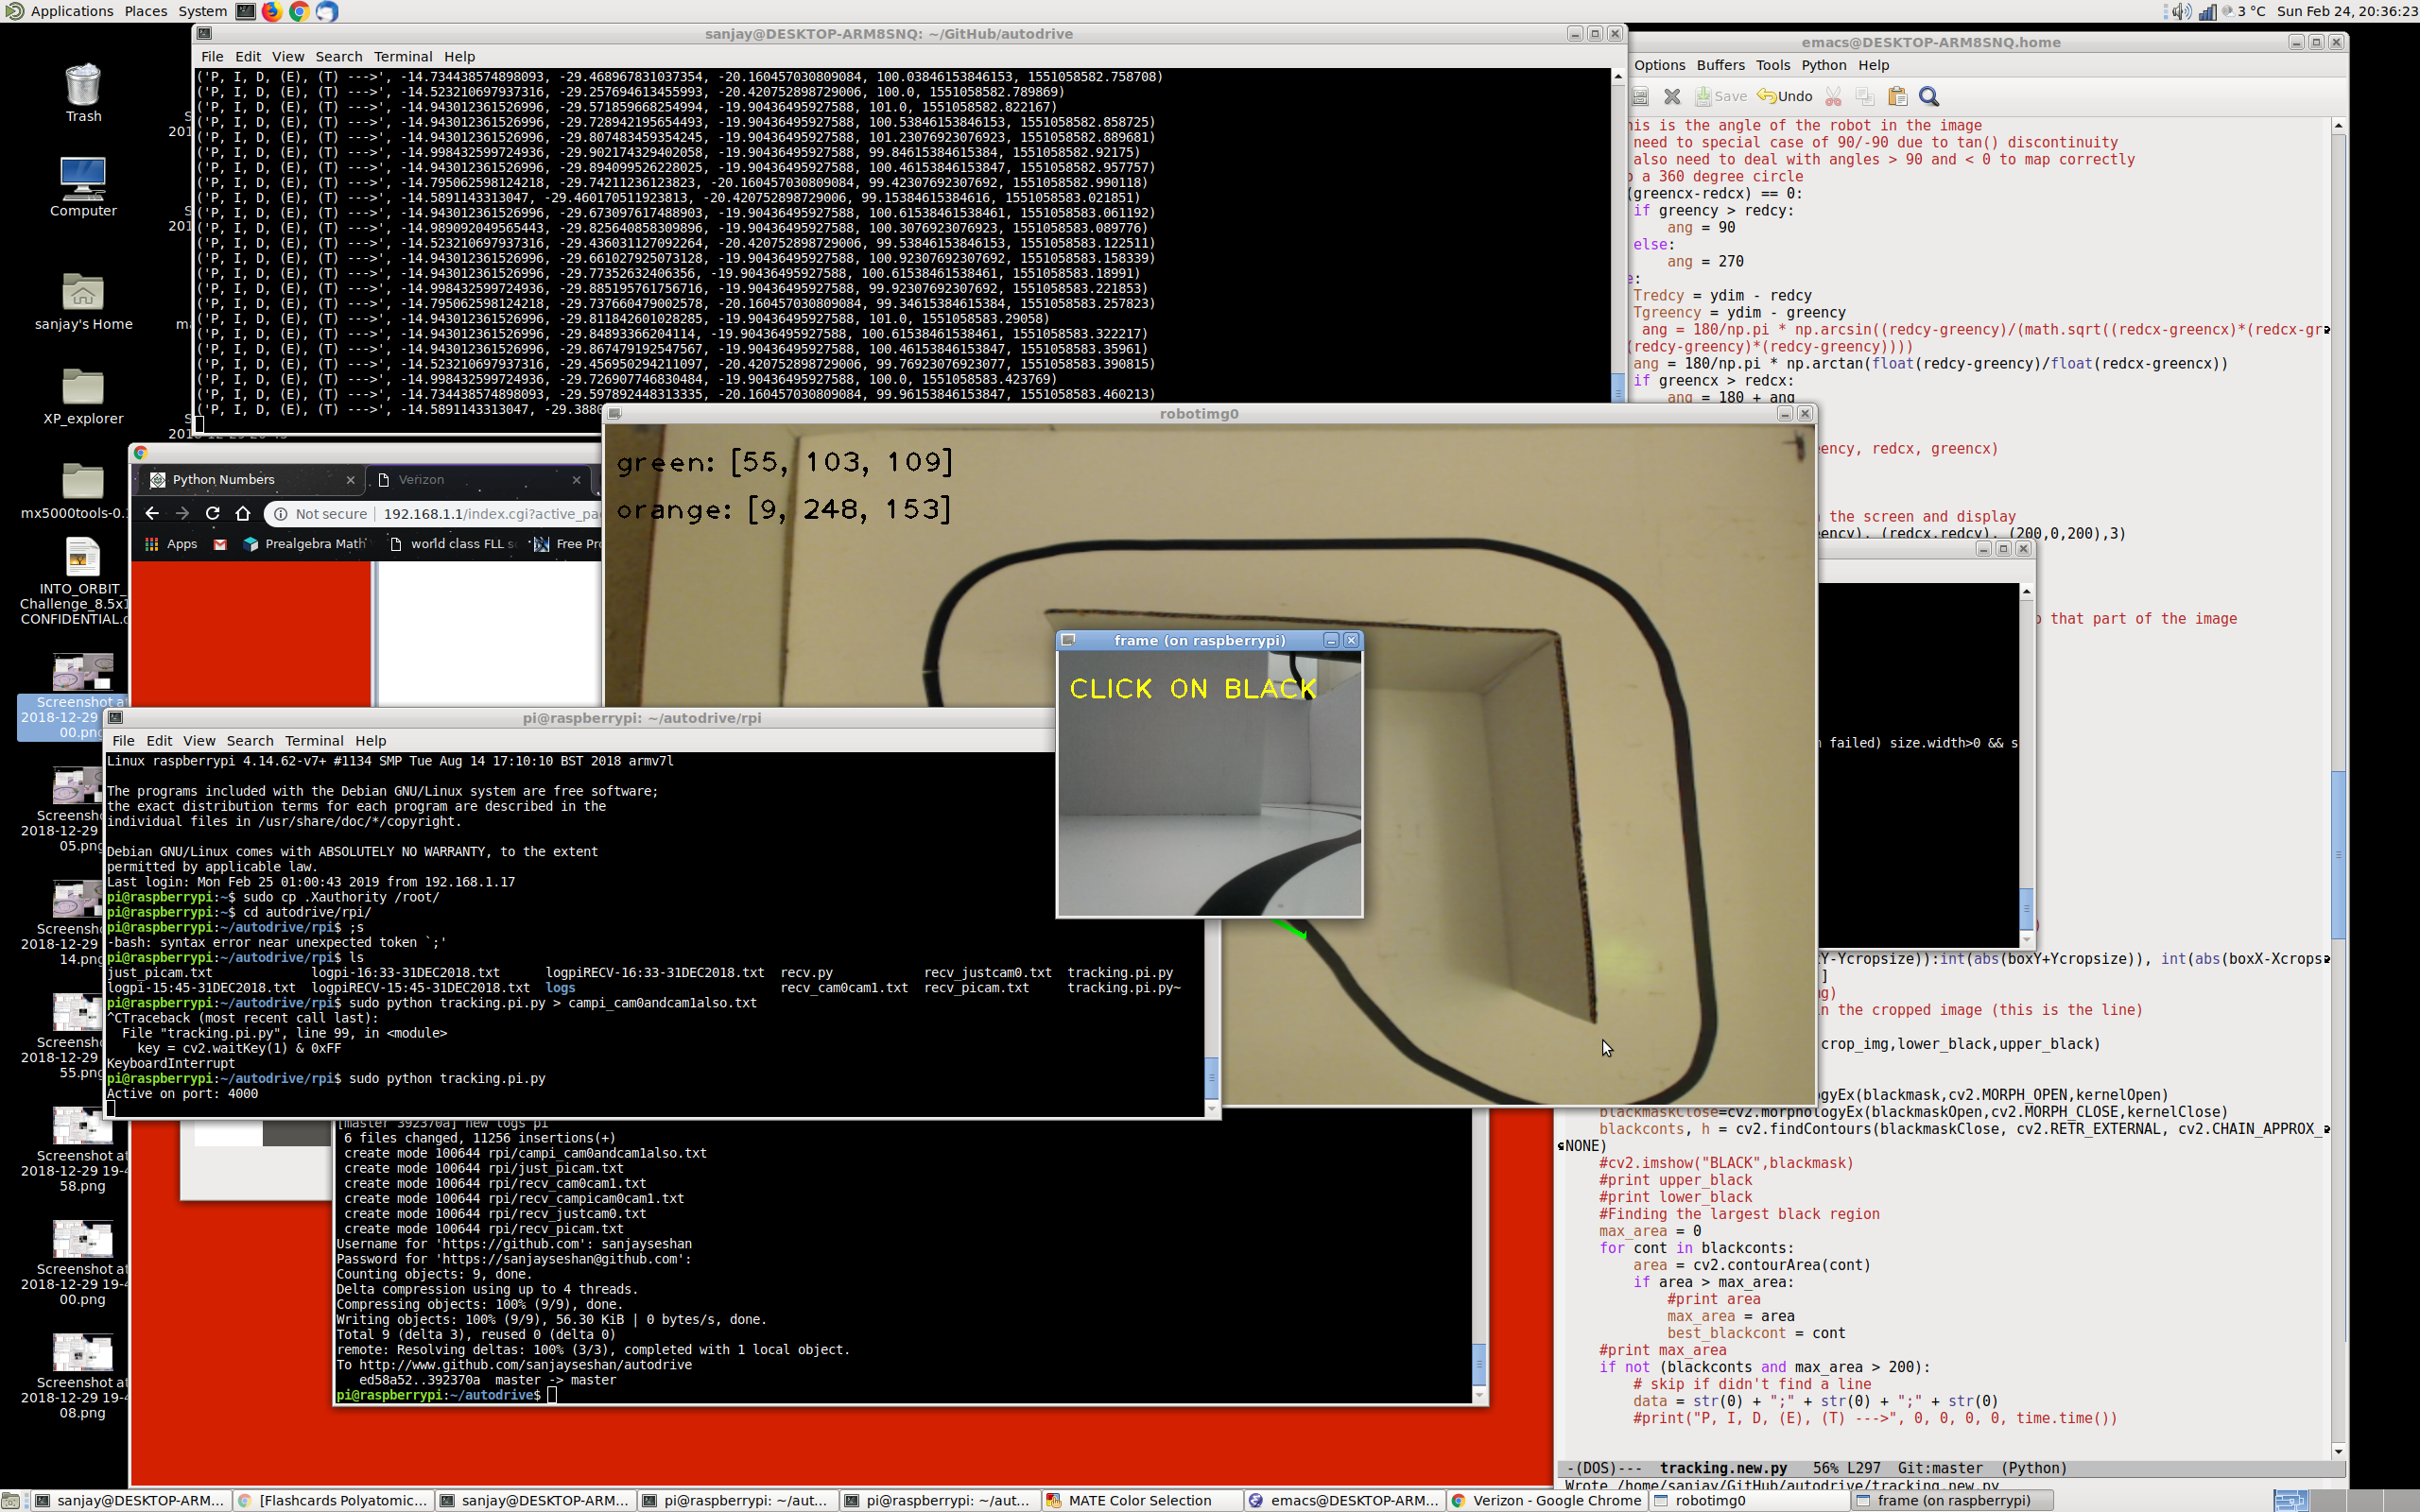 Applications Places System
3 °C Sun Feb 24, 20:36:23
Trash
Computer
sanjay's Home
XP_explorer
mx5000tools-0.
INTO_ORBIT_
Challenge_8.5x1
CONFIDENTIAL.
Screenshot at
2018-12-29
00.png
Screensho
2018-12-29
05.png
Screensho
2018-12-29
14.png
Screensho
2018-12-29
55.png
Screenshot at
2018-12-29 19-4
58.png
Screenshot at
2018-12-29 19-4
00.png
Screenshot at
2018-12-29 19-4
08.png
sanjay@DESKTOP-ARM8SNQ: ~/GitHub/autodrive
File Edit View Search Terminal Help
('P, I, D, (E), (T) --->', -14.734438574898093, -29.468967831037354, -20.160457030809084, 100.03846153846153, 1551058582.758708)
('P, I, D, (E), (T) --->', -14.523210697937316, -29.257694613455993, -20.420752898729006, 100.0, 1551058582.789869)
('P, I, D, (E), (T) --->', -14.943012361526996, -29.571859668254994, -19.90436495927588, 101.0, 1551058582.822167)
('P, I, D, (E), (T) --->', -14.943012361526996, -29.728942195654493, -19.90436495927588, 100.53846153846153, 1551058582.858725)
('P, I, D, (E), (T) --->', -14.943012361526996, -29.807483459354245, -19.90436495927588, 101.23076923076923, 1551058582.889681)
('P, I, D, (E), (T) --->', -14.998432599724936, -29.902174329402058, -19.90436495927588, 99.84615384615384, 1551058582.92175)
('P, I, D, (E), (T) --->', -14.943012361526996, -29.894099526228025, -19.90436495927588, 100.46153846153847, 1551058582.957757)
('P, I, D, (E), (T) --->', -14.795062598124218, -29.74211236123823, -20.160457030809084, 99.42307692307692, 1551058582.990118)
('P, I, D, (E), (T) --->', -14.5891143313047, -29.460170511923813, -20.420752898729006, 99.15384615384616, 1551058583.021851)
('P, I, D, (E), (T) --->', -14.943012361526996, -29.673097617488903, -19.90436495927588, 100.61538461538461, 1551058583.061192)
('P, I, D, (E), (T) --->', -14.989092049565443, -29.825640858309896, -19.90436495927588, 100.3076923076923, 1551058583.089776)
('P, I, D, (E), (T) --->', -14.523210697937316, -29.436031127092264, -20.420752898729006, 99.53846153846153, 1551058583.122511)
('P, I, D, (E), (T) --->', -14.943012361526996, -29.661027925073128, -19.90436495927588, 100.92307692307692, 1551058583.158339)
('P, I, D, (E), (T) --->', -14.943012361526996, -29.77352632406356, -19.90436495927588, 100.61538461538461, 1551058583.18991)
('P, I, D, (E), (T) --->', -14.998432599724936, -29.885195761756716, -19.90436495927588, 99.92307692307692, 1551058583.221853)
('P, I, D, (E), (T) --->', -14.795062598124218, -29.737660479002578, -20.160457030809084, 99.34615384615384, 1551058583.257823)
('P, I, D, (E), (T) --->', -14.943012361526996, -29.811842601028285, -19.90436495927588, 101.0, 1551058583.29058)
('P, I, D, (E), (T) --->', -14.943012361526996, -29.84893366204114, -19.90436495927588, 100.61538461538461, 1551058583.322217)
('P, I, D, (E), (T) --->', -14.943012361526996, -29.867479192547567, -19.90436495927588, 100.46153846153847, 1551058583.35961)
('P, I, D, (E), (T) --->', -14.523210697937316, -29.456950294211097, -20.420752898729006, 99.76923076923077, 1551058583.390815)
('P, I, D, (E), (T) --->', -14.998432599724936, -29.726907746830484, -19.90436495927588, 100.0, 1551058583.423769)
('P, I, D, (E), (T) --->', -14.734438574898093, -29.597892448313335, -20.160457030809084, 99.96153846153847, 1551058583.460213)
('P, I, D, (E), (T) --->', -14.5891143313047, -29.3880
emacs@DESKTOP-ARM8SNQ.home
Options Buffers Tools Python Help
Save Undo
his is the angle of the robot in the image
need to special case of 90/-90 due to tan() discontinuity
also need to deal with angles > 90 and < 0 to map correctly
o a 360 degree circle
(greencx-redcx) == 0:
if greency > redcy:
ang = 90
else:
ang = 270
e:
Tredcy = ydim - redcy
Tgreency = ydim - greency
ang = 180/np.pi * np.arcsin((redcy-greency)/(math.sqrt((redcx-greencx)*(redcx-gr
(redcy-greency)*(redcy-greency))))
ang = 180/np.pi * np.arctan(float(redcy-greency)/float(redcx-greencx))
if greencx > redcx:
ang = 180 + ang
ency, redcx, greencx)
the screen and display
eency), (redcx,redcy), (200,0,200),3)
o that part of the image
n failed) size.width>0 && s
Y-Ycropsize)):int(abs(boxY+Ycropsize)), int(abs(boxX-Xcrops
]
g)
n the cropped image (this is the line)
crop_img,lower_black,upper_black)
ogyEx(blackmask,cv2.MORPH_OPEN,kernelOpen)
blackmaskClose=cv2.morphologyEx(blackmaskOpen,cv2.MORPH_CLOSE,kernelClose)
blackconts, h = cv2.findContours(blackmaskClose, cv2.RETR_EXTERNAL, cv2.CHAIN_APPROX_
NONE)
#cv2.imshow("BLACK",blackmask)
#print upper_black
#print lower_black
#Finding the largest black region
max_area = 0
for cont in blackconts:
area = cv2.contourArea(cont)
if area > max_area:
#print area
max_area = area
best_blackcont = cont
#print max_area
if not (blackconts and max_area > 200):
# skip if didn't find a line
data = str(0) + ";" + str(0) + ";" + str(0)
#print("P, I, D, (E), (T) --->", 0, 0, 0, 0, time.time())
-(DOS)--- tracking.new.py 56% L297 Git:master (Python)
Wrote /home/sanjay/GitHub/autodrive/tracking.new.py
robotimg0
green: [55, 103, 109]
orange: [9, 248, 153]
frame (on raspberrypi)
CLICK ON BLACK
Python Numbers
Verizon
Not secure 192.168.1.1/index.cgi?active_pa
Apps Prealgebra Math world class FLL Free Pr
pi@raspberrypi: ~/autodrive/rpi
File Edit View Search Terminal Help
Linux raspberrypi 4.14.62-v7+ #1134 SMP Tue Aug 14 17:10:10 BST 2018 armv7l
The programs included with the Debian GNU/Linux system are free software;
the exact distribution terms for each program are described in the
individual files in /usr/share/doc/*/copyright.
Debian GNU/Linux comes with ABSOLUTELY NO WARRANTY, to the extent
permitted by applicable law.
Last login: Mon Feb 25 01:00:43 2019 from 192.168.1.17
pi@raspberrypi:~$ sudo cp .Xauthority /root/
pi@raspberrypi:~$ cd autodrive/rpi/
pi@raspberrypi:~/autodrive/rpi$ ;s
-bash: syntax error near unexpected token `;'
pi@raspberrypi:~/autodrive/rpi$ ls
just_picam.txt logpi-16:33-31DEC2018.txt logpiRECV-16:33-31DEC2018.txt recv.py recv_justcam0.txt tracking.pi.py
logpi-15:45-31DEC2018.txt logpiRECV-15:45-31DEC2018.txt logs recv_cam0cam1.txt recv_picam.txt tracking.pi.py~
pi@raspberrypi:~/autodrive/rpi$ sudo python tracking.pi.py > campi_cam0andcam1also.txt
^CTraceback (most recent call last):
File "tracking.pi.py", line 99, in <module>
key = cv2.waitKey(1) & 0xFF
KeyboardInterrupt
pi@raspberrypi:~/autodrive/rpi$ sudo python tracking.pi.py
Active on port: 4000
[master 392370a] new logs pi
6 files changed, 11256 insertions(+)
create mode 100644 rpi/campi_cam0andcam1also.txt
create mode 100644 rpi/just_picam.txt
create mode 100644 rpi/recv_cam0cam1.txt
create mode 100644 rpi/recv_campicam0cam1.txt
create mode 100644 rpi/recv_justcam0.txt
create mode 100644 rpi/recv_picam.txt
Username for 'https://github.com': sanjayseshan
Password for 'https://sanjayseshan@github.com':
Counting objects: 9, done.
Delta compression using up to 4 threads.
Compressing objects: 100% (9/9), done.
Writing objects: 100% (9/9), 56.30 KiB | 0 bytes/s, done.
Total 9 (delta 3), reused 0 (delta 0)
remote: Resolving deltas: 100% (3/3), completed with 1 local object.
To http://www.github.com/sanjayseshan/autodrive
ed58a52..392370a master -> master
pi@raspberrypi:~/autodrive$
sanjay@DESKTOP-ARM... [Flashcards Polyatomic... sanjay@DESKTOP-ARM... pi@raspberrypi: ~/aut... pi@raspberrypi: ~/aut... MATE Color Selection emacs@DESKTOP-ARM... Verizon - Google Chrome robotimg0 frame (on raspberrypi)